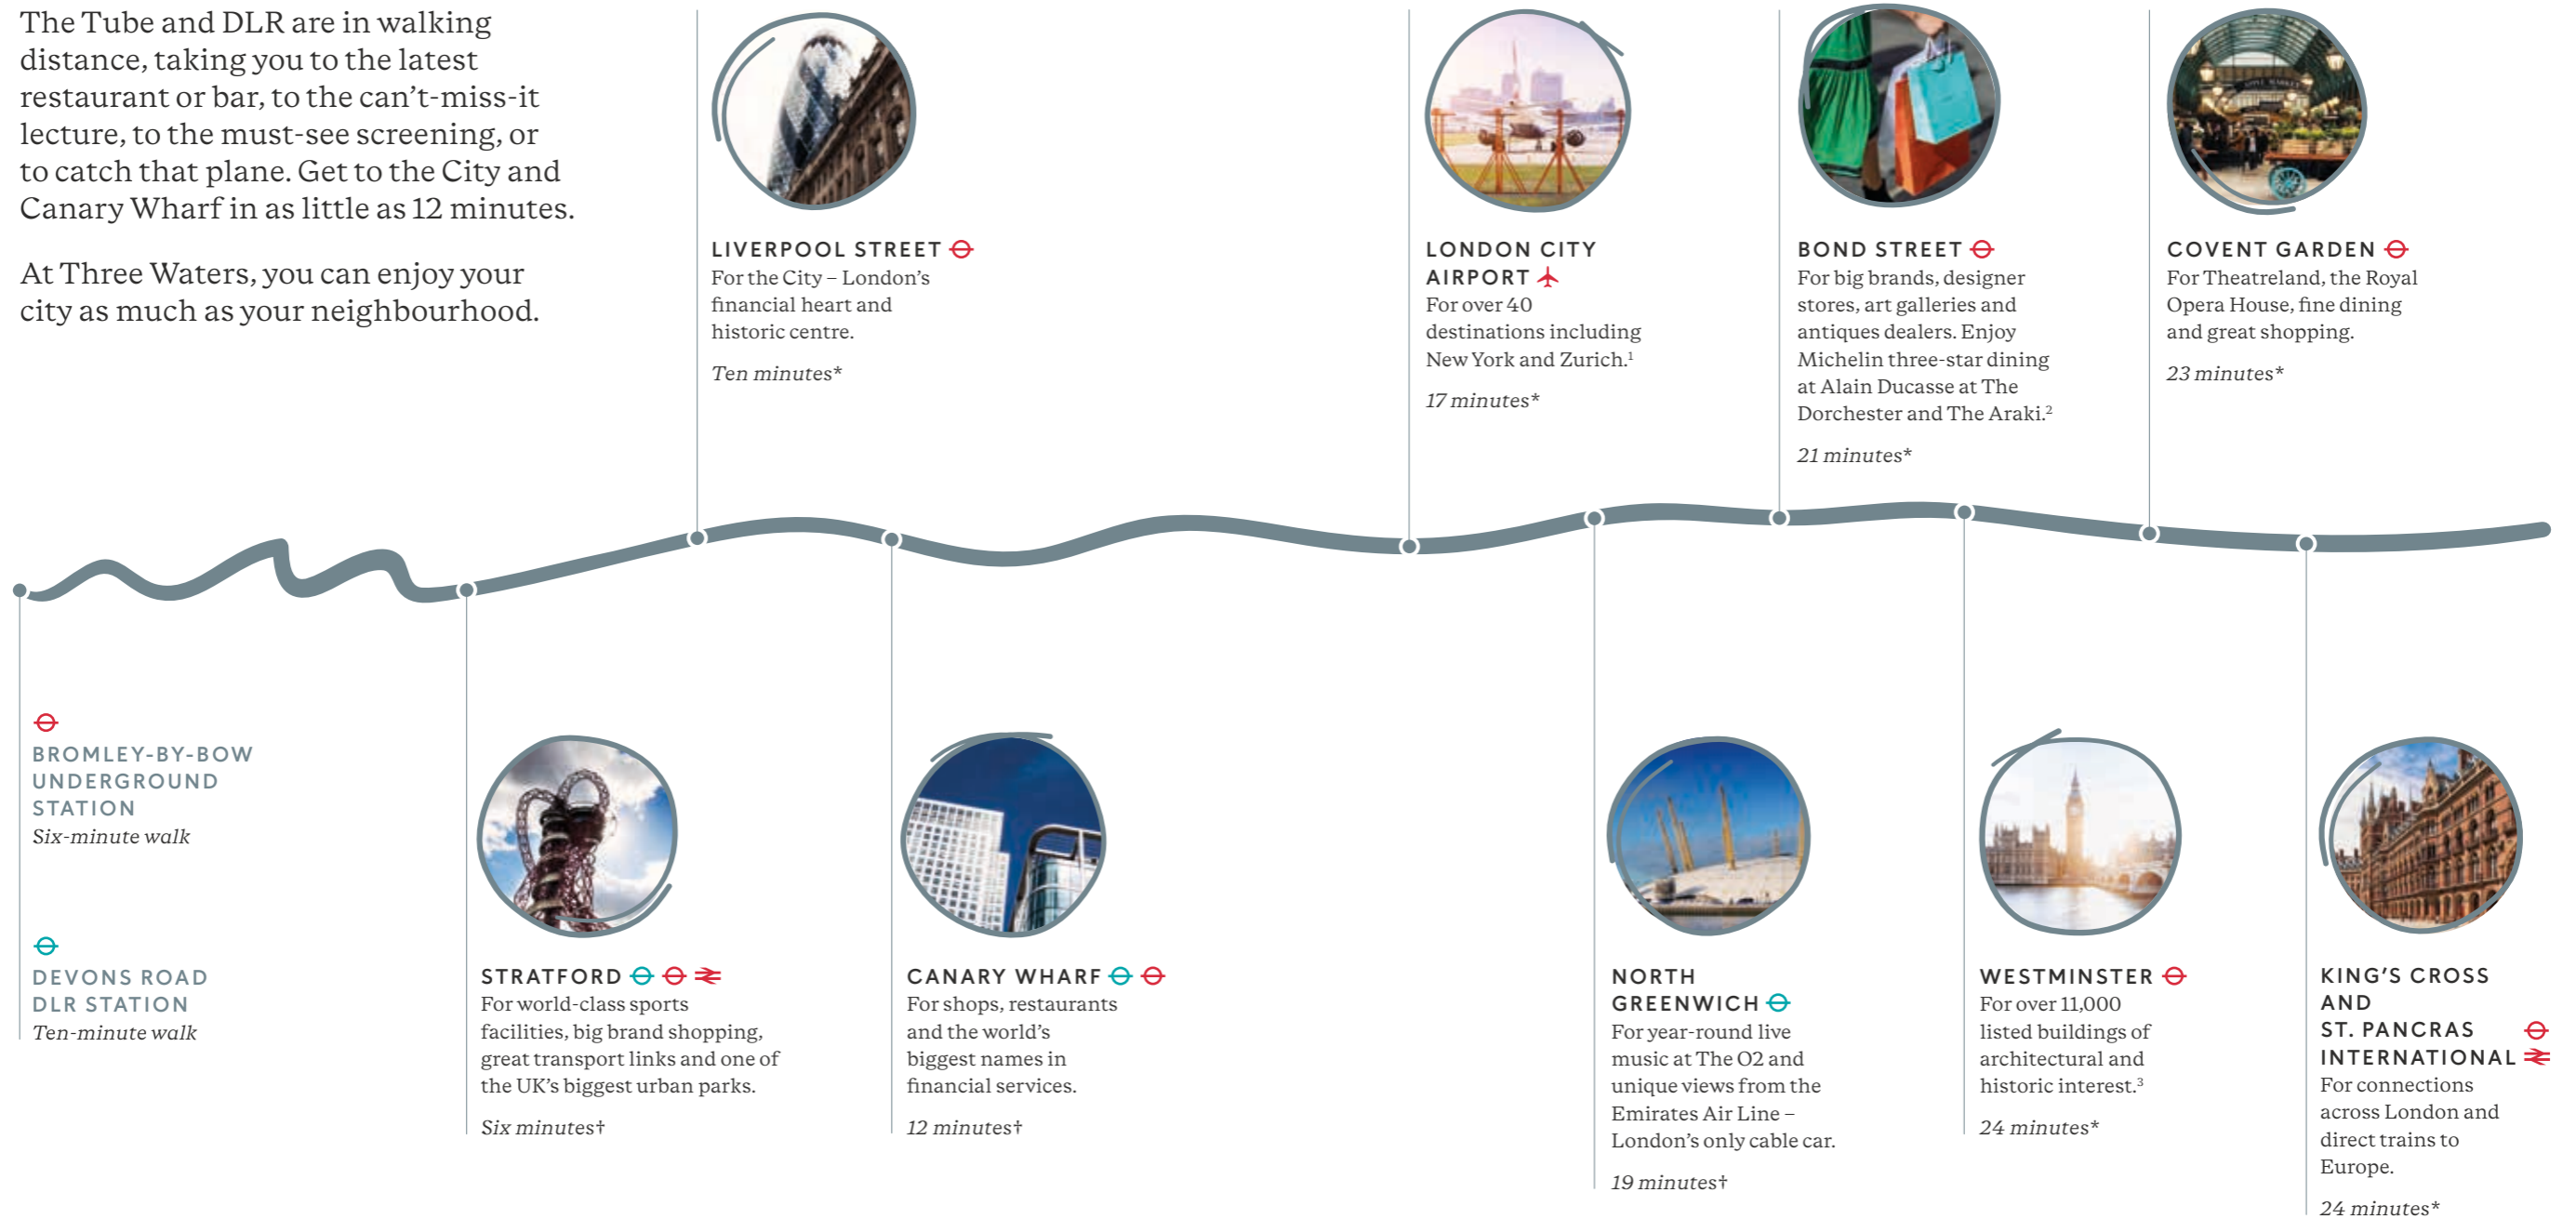 The Tube and DLR are in walking
distance, taking you to the latest
restaurant or bar, to the can’t-miss-it
lecture, to the must-see screening, or
to catch that plane. Get to the City and
Canary Wharf in as little as 12 minutes.
At Three Waters, you can enjoy your
city as much as your neighbourhood.
LIVERPOOL STREET
For the City – London’s
financial heart and
historic centre.
Ten minutes*
LONDON CITY
AIRPORT
For over 40
destinations including
New York and Zurich.¹
17 minutes*
BOND STREET
For big brands, designer
stores, art galleries and
antiques dealers. Enjoy
Michelin three-star dining
at Alain Ducasse at The
Dorchester and The Araki.²
21 minutes*
COVENT GARDEN
For Theatreland, the Royal
Opera House, fine dining
and great shopping.
23 minutes*
BROMLEY-BY-BOW
UNDERGROUND
STATION
Six-minute walk
DEVONS ROAD
DLR STATION
Ten-minute walk
STRATFORD
For world-class sports
facilities, big brand shopping,
great transport links and one of
the UK’s biggest urban parks.
Six minutes†
CANARY WHARF
For shops, restaurants
and the world’s
biggest names in
financial services.
12 minutes†
NORTH
GREENWICH
For year-round live
music at The O2 and
unique views from the
Emirates Air Line –
London’s only cable car.
19 minutes†
WESTMINSTER
For over 11,000
listed buildings of
architectural and
historic interest.³
24 minutes*
KING’S CROSS
AND
ST. PANCRAS
INTERNATIONAL
For connections
across London and
direct trains to
Europe.
24 minutes*